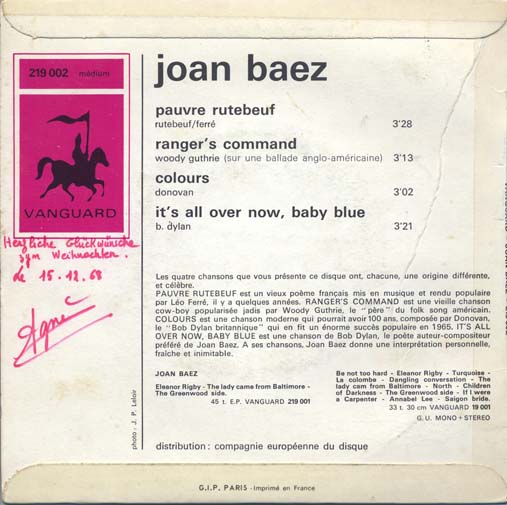 219 002 médium
VANGUARD
Herzliche Glückwünsche
zym Weihnachten.
le 15.12.68
Agnè
joan baez
pauvre rutebeuf
rutebeuf/ferré 3'28
ranger's command
woody guthrie (sur une ballade anglo-américaine) 3'13
colours
donovan 3'02
it's all over now, baby blue
b. dylan 3'21
Les quatre chansons que vous présente ce disque ont, chacune, une origine différente,
et célèbre.
PAUVRE RUTEBEUF est un vieux poème français mis en musique et rendu populaire
par Léo Ferré, il y a quelques années. RANGER'S COMMAND est une vieille chanson
cow-boy popularisée jadis par Woody Guthrie, le "père" du folk song américain.
COLOURS est une chanson moderne qui pourrait avoir 100 ans, composée par Donovan,
le "Bob Dylan britannique" qui en fit un énorme succès populaire en 1965. IT'S ALL
OVER NOW, BABY BLUE est une chanson de Bob Dylan, le poète auteur-compositeur
préféré de Joan Baez. A ses chansons, Joan Baez donne une interprétation personnelle,
fraîche et inimitable.
JOAN BAEZ
Eleanor Rigby - The lady came from Baltimore -
The Greenwood side.
45 t. E.P. VANGUARD 219 001
Be not too hard - Eleanor Rigby - Turquoise -
La colombe - Dangling conversation - The
lady cam from Baltimore - North - Children
of Darkness - The Greenwood side - If I were
a Carpenter - Annabel Lee - Saigon bride.
33 t. 30 cm VANGUARD 19 001
G.U. MONO + STEREO
photo : J. P. Leloir
distribution : compagnie européenne du disque
G.I.P. PARIS - Imprimé en France